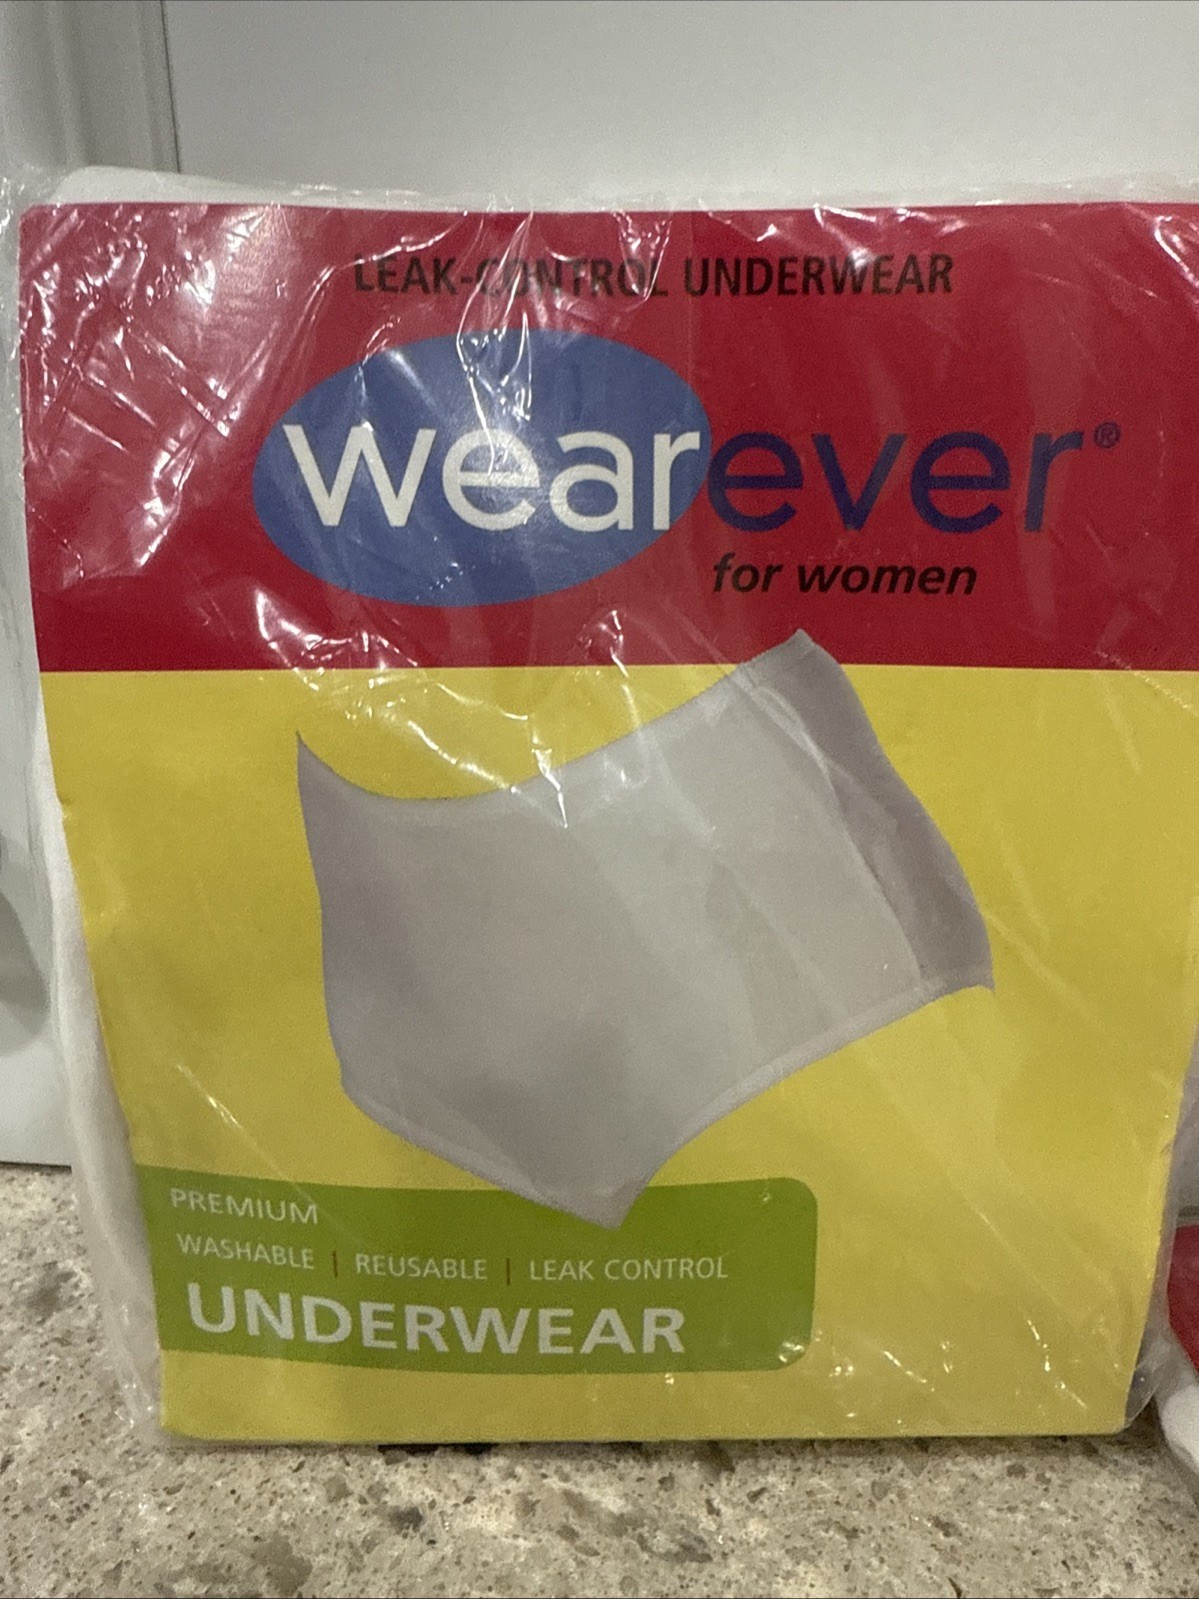 LEAK-CONTROL UNDERWEAR
wearever®
for women
PREMIUM
WASHABLE | REUSABLE | LEAK CONTROL
UNDERWEAR